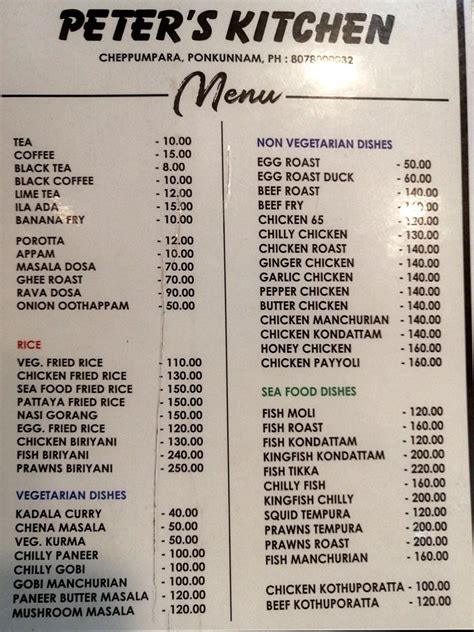 PETER'S KITCHEN
CHEPPUMPARA, PONKUNNAM, PH :
Menu
TEA - 10.00
COFFEE - 15.00
BLACK TEA - 8.00
BLACK COFFEE - 10.00
LIME TEA - 12.00
ILA ADA - 15.00
BANANA FRY - 10.00
POROTTA - 12.00
APPAM - 10.00
MASALA DOSA - 70.00
GHEE ROAST - 70.00
RAVA DOSA - 90.00
ONION OOTHAPPAM - 50.00
RICE
VEG. FRIED RICE - 110.00
CHICKEN FRIED RICE - 130.00
SEA FOOD FRIED RICE - 150.00
PATTAYA FRIED RICE - 150.00
NASI GORANG - 150.00
EGG. FRIED RICE - 120.00
CHICKEN BIRIYANI - 130.00
FISH BIRIYANI - 240.00
PRAWNS BIRIYANI - 250.00
VEGETARIAN DISHES
KADALA CURRY - 40.00
CHENA MASALA - 50.00
VEG. KURMA - 50.00
CHILLY PANEER - 100.00
CHILLY GOBI - 100.00
GOBI MANCHURIAN - 100.00
PANEER BUTTER MASALA - 120.00
MUSHROOM MASALA - 120.00
NON VEGETARIAN DISHES
EGG ROAST - 50.00
EGG ROAST DUCK - 60.00
BEEF ROAST - 140.00
BEEF FRY
CHICKEN 65 - 120.00
CHILLY CHICKEN - 130.00
CHICKEN ROAST - 140.00
GINGER CHICKEN - 140.00
GARLIC CHICKEN - 140.00
PEPPER CHICKEN - 140.00
BUTTER CHICKEN - 140.00
CHICKEN MANCHURIAN - 140.00
HONEY CHICKEN - 160.00
CHICKEN PAYYOLI - 160.00
SEA FOOD DISHES
FISH MOLI - 120.00
FISH ROAST - 160.00
FISH KONDATTAM - 160.00
KINGFISH KONDATTAM - 200.00
FISH TIKKA - 220.00
CHILLY FISH - 160.00
KINGFISH CHILLY - 200.00
SQUID TEMPURA - 120.00
PRAWNS TEMPURA - 200.00
PRAWNS ROAST - 200.00
FISH MANCHURIAN - 160.00
CHICKEN KOTHUPORATTA - 100.00
BEEF KOTHUPORATTA - 120.00